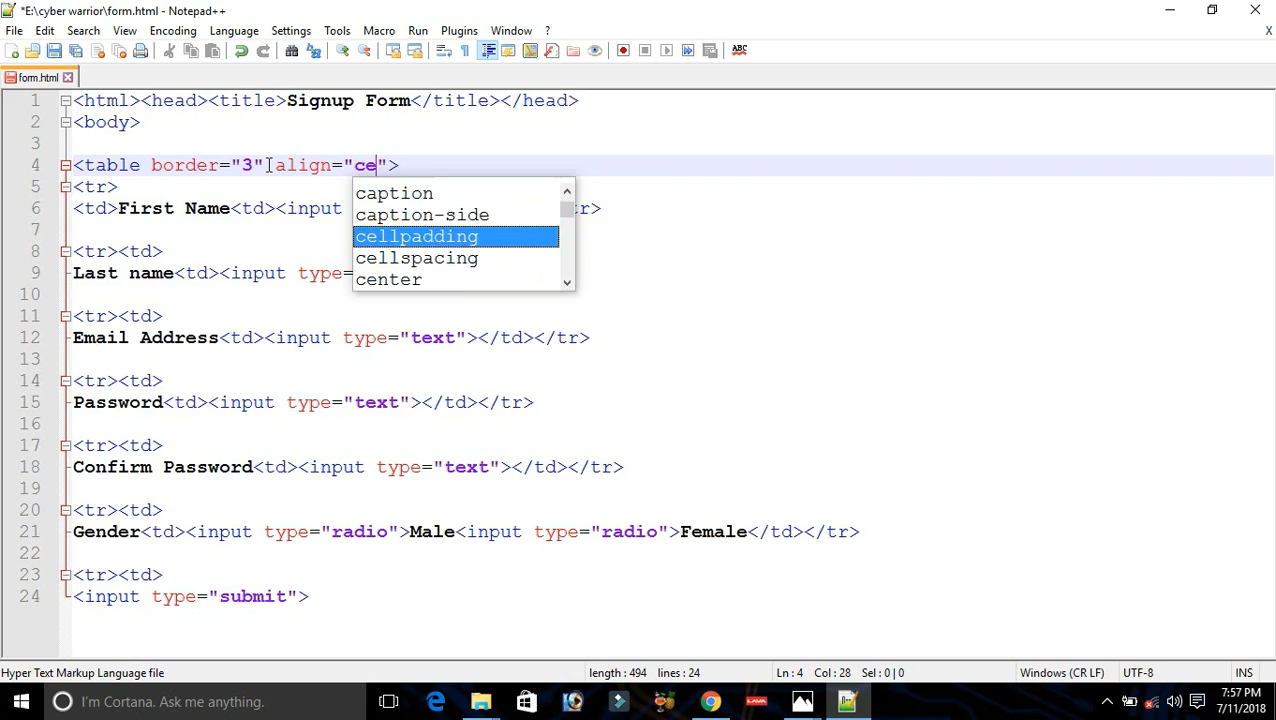 *E:\cyber warrior\form.html - Notepad++
File Edit Search View Encoding Language Settings Tools Macro Run Plugins Window ? X
ABC
form.html
1 <html><head><title>Signup Form</title></head>
2 <body>
3
4 <table border="3" align="ce">
5 <tr>
caption
6 <td>First Name<td><input tr>
caption-side
7
cellpadding
8 <tr><td>
cellspacing
9 Last name<td><input type=
center
10
11 <tr><td>
12 Email Address<td><input type="text"></td></tr>
13
14 <tr><td>
15 Password<td><input type="text"></td></tr>
16
17 <tr><td>
18 Confirm Password<td><input type="text"></td></tr>
19
20 <tr><td>
21 Gender<td><input type="radio">Male<input type="radio">Female</td></tr>
22
23 <tr><td>
24 <input type="submit">
Hyper Text Markup Language file length : 494 lines : 24 Ln : 4 Col : 28 Sel : 0 | 0 Windows (CR LF) UTF-8 INS
I'm Cortana. Ask me anything. LAVA 7:57 PM
7/11/2018